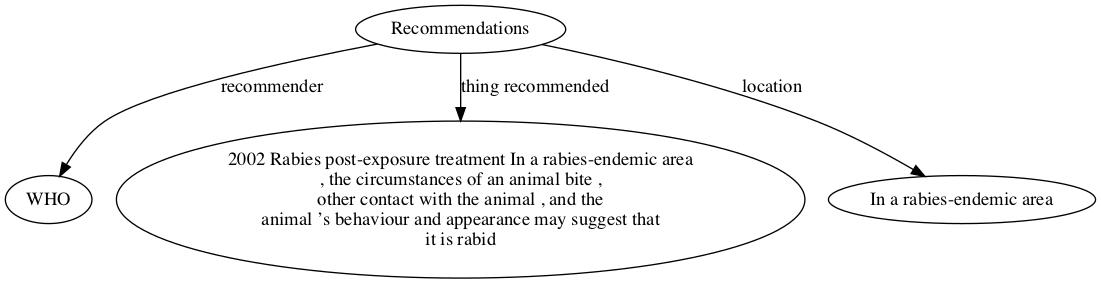 Recommendations
recommender
thing recommended
location
WHO
2002 Rabies post-exposure treatment In a rabies-endemic area
, the circumstances of an animal bite ,
other contact with the animal , and the
animal 's behaviour and appearance may suggest that
it is rabid
In a rabies-endemic area